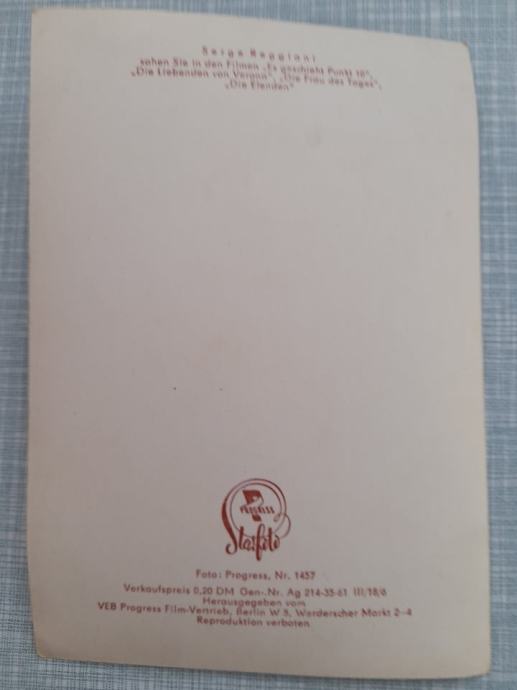 Serge Reggiani
sahen Sie in den Filmen „Es geschieht Punkt 10",
„Die Liebenden von Verona", „Die Frau des Tages",
„Die Elenden"
PROGRESS
Starfoto
Foto: Progress, Nr. 1457
Verkaufspreis 0,20 DM Gen.-Nr. Ag 214-35-61 III/18/6
Herausgegeben vom
VEB Progress Film-Vertrieb, Berlin W 8, Werderscher Markt 2–4
Reproduktion verboten